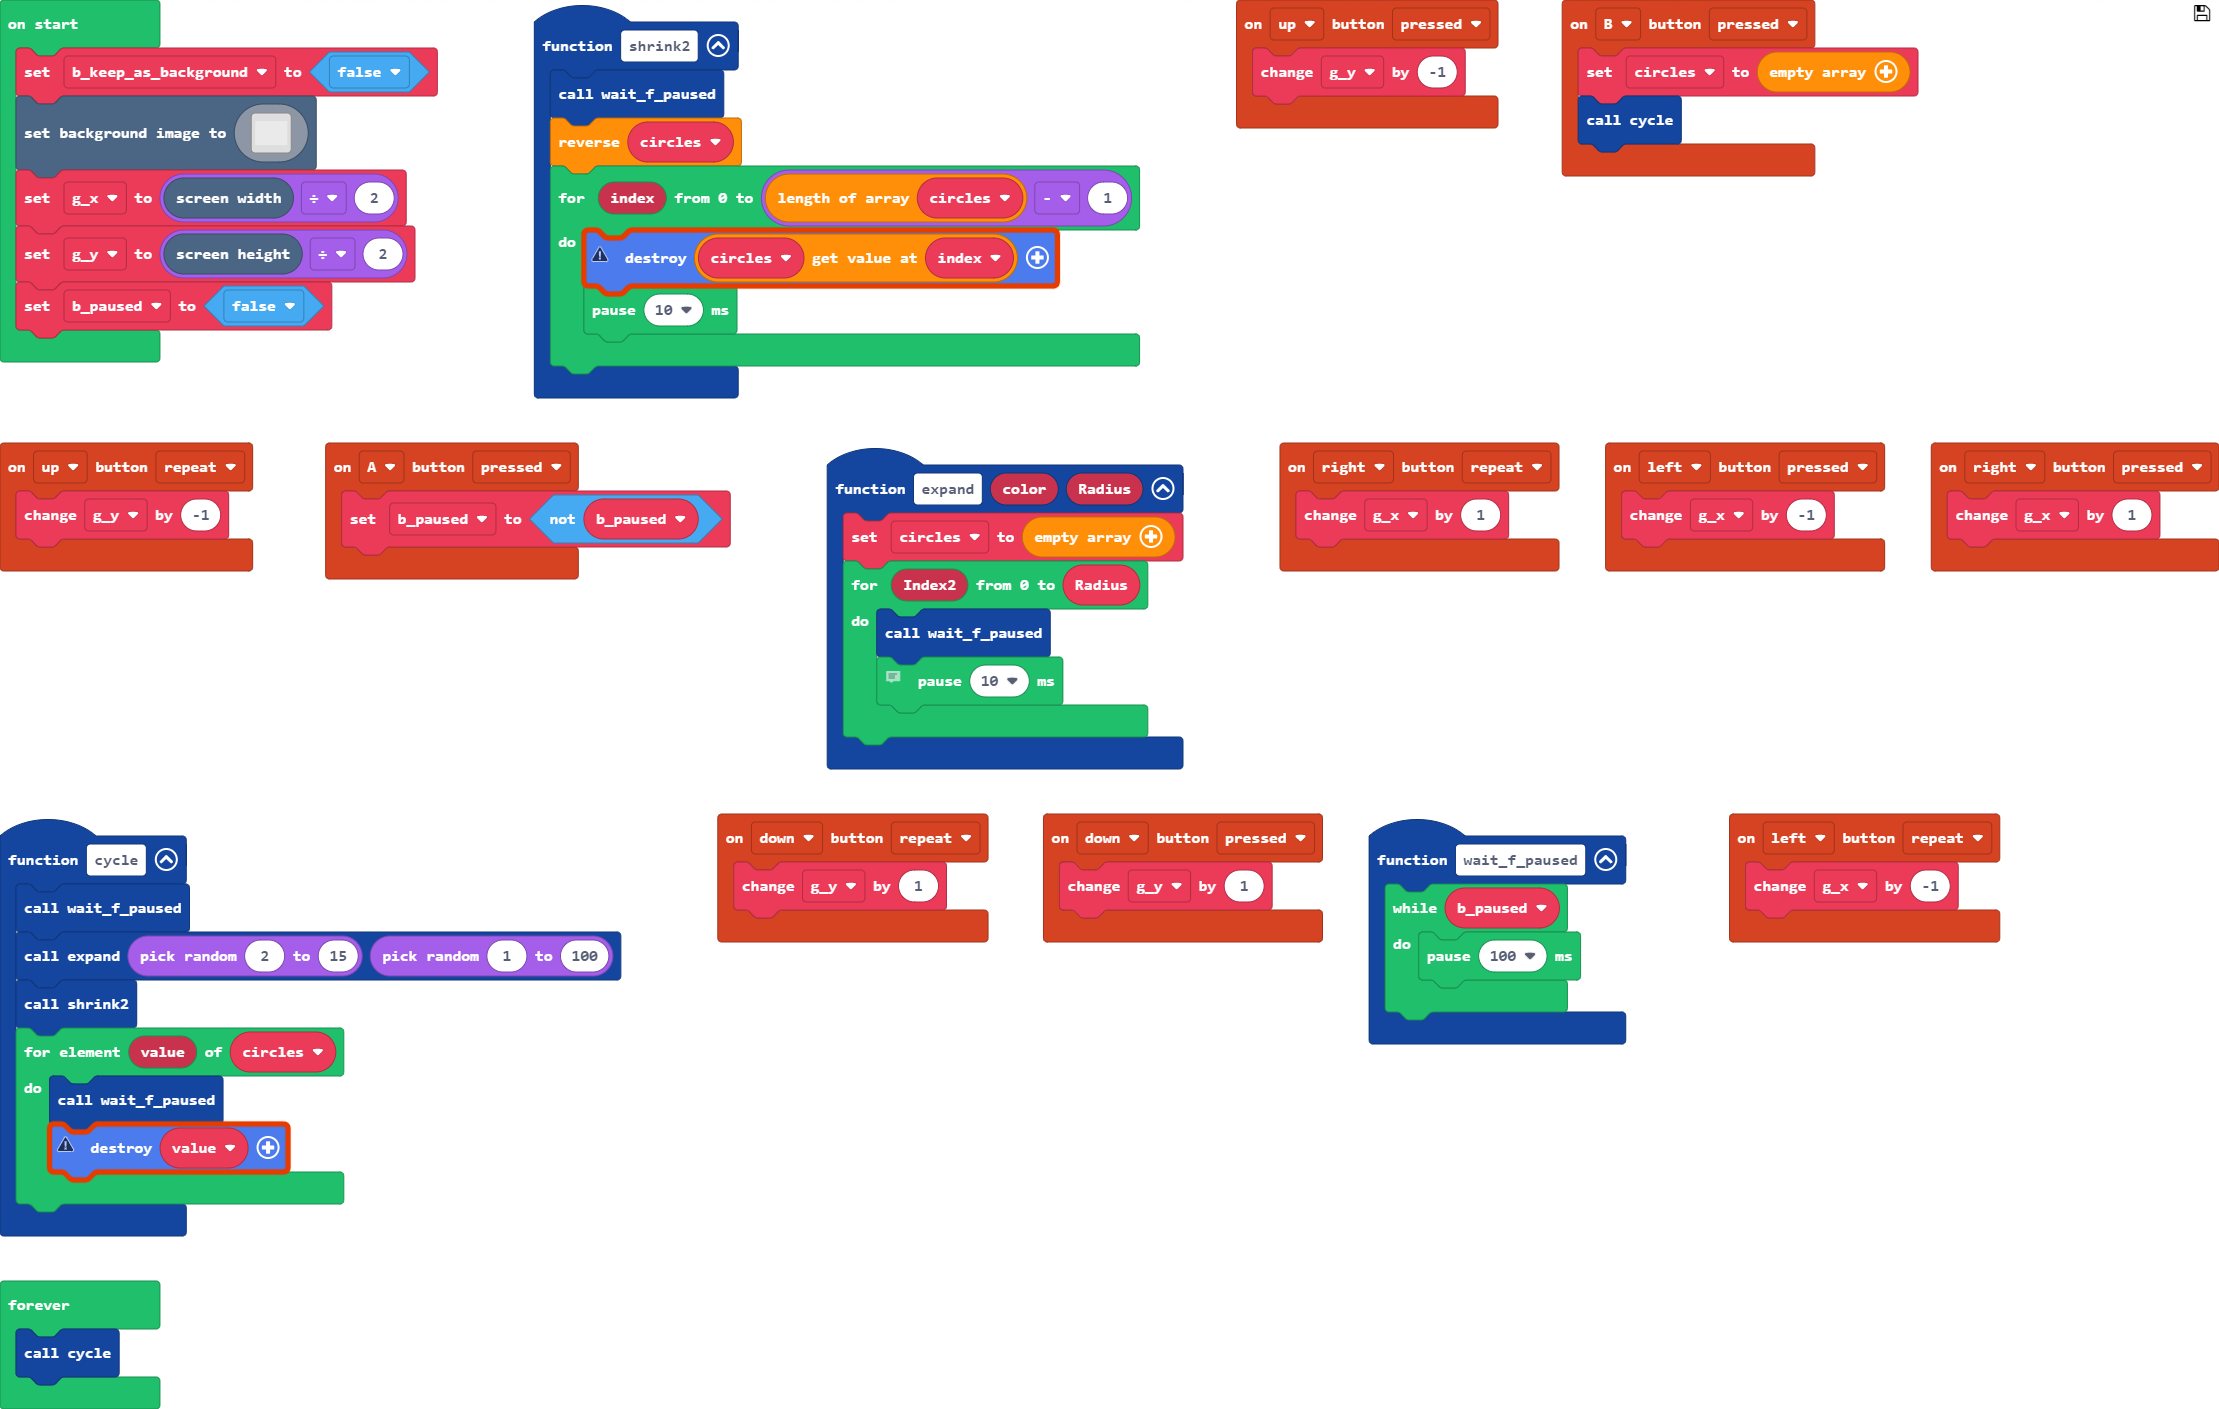 on start
set b_keep_as_background to false
set background image to
set g_x to screen width ÷ 2
set g_y to screen height ÷ 2
set b_paused to false
function shrink2
call wait_f_paused
reverse circles
for index from 0 to length of array circles - 1
do
destroy circles get value at index
pause 10 ms
on up button pressed
change g_y by -1
on B button pressed
set circles to empty array
call cycle
on up button repeat
change g_y by -1
on A button pressed
set b_paused to not b_paused
function expand color Radius
set circles to empty array
for Index2 from 0 to Radius
do
call wait_f_paused
pause 10 ms
on right button repeat
change g_x by 1
on left button pressed
change g_x by -1
on right button pressed
change g_x by 1
function cycle
call wait_f_paused
call expand pick random 2 to 15 pick random 1 to 100
call shrink2
for element value of circles
do
call wait_f_paused
destroy value
on down button repeat
change g_y by 1
on down button pressed
change g_y by 1
function wait_f_paused
while b_paused
do
pause 100 ms
on left button repeat
change g_x by -1
forever
call cycle